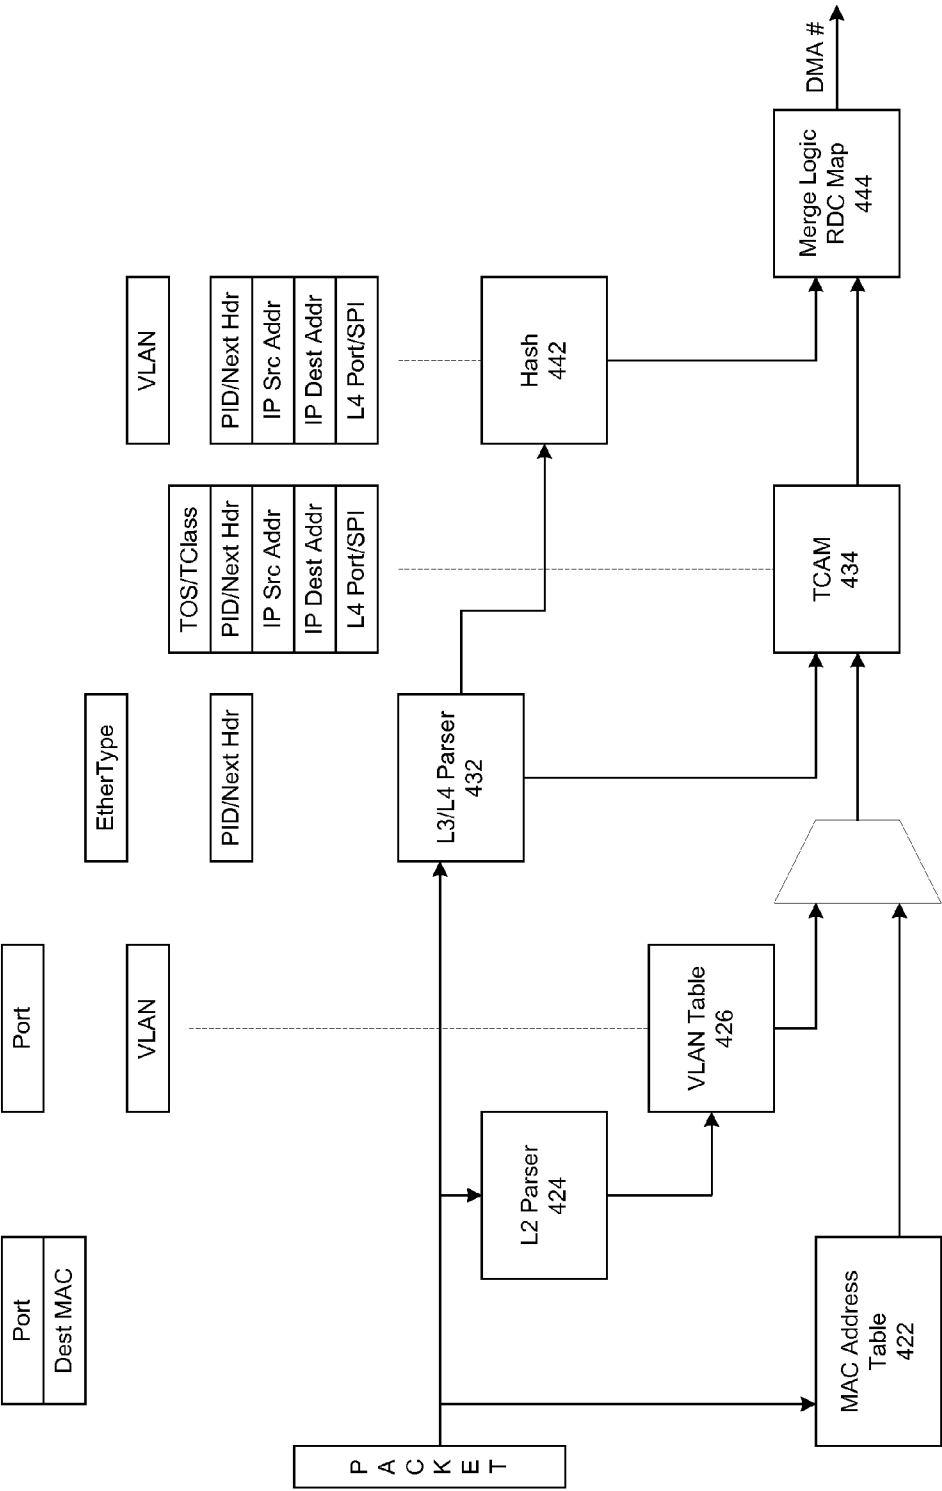 Port
Dest MAC
Port
VLAN
EtherType
PID/Next Hdr
TOS/TClass
PID/Next Hdr
IP Src Addr
IP Dest Addr
L4 Port/SPI
VLAN
PID/Next Hdr
IP Src Addr
IP Dest Addr
L4 Port/SPI
PACKET
L2 Parser
424
L3/L4 Parser
432
Hash
442
VLAN Table
426
MAC Address
Table
422
TCAM
434
Merge Logic
RDC Map
444
DMA #